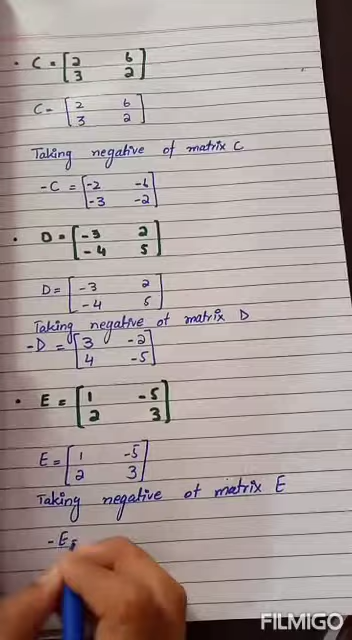 • C = [2 6
3 2]
C = [2 6
3 2]
Taking negative of matrix C
-C = [-2 -6
-3 -2]
• D = [-3 2
-4 5]
D = [-3 2
-4 5]
Taking negative of matrix D
-D = [3 -2
4 -5]
• E = [1 -5
2 3]
E = [1 -5
2 3]
Taking negative of matrix E
-E
FILMIGO